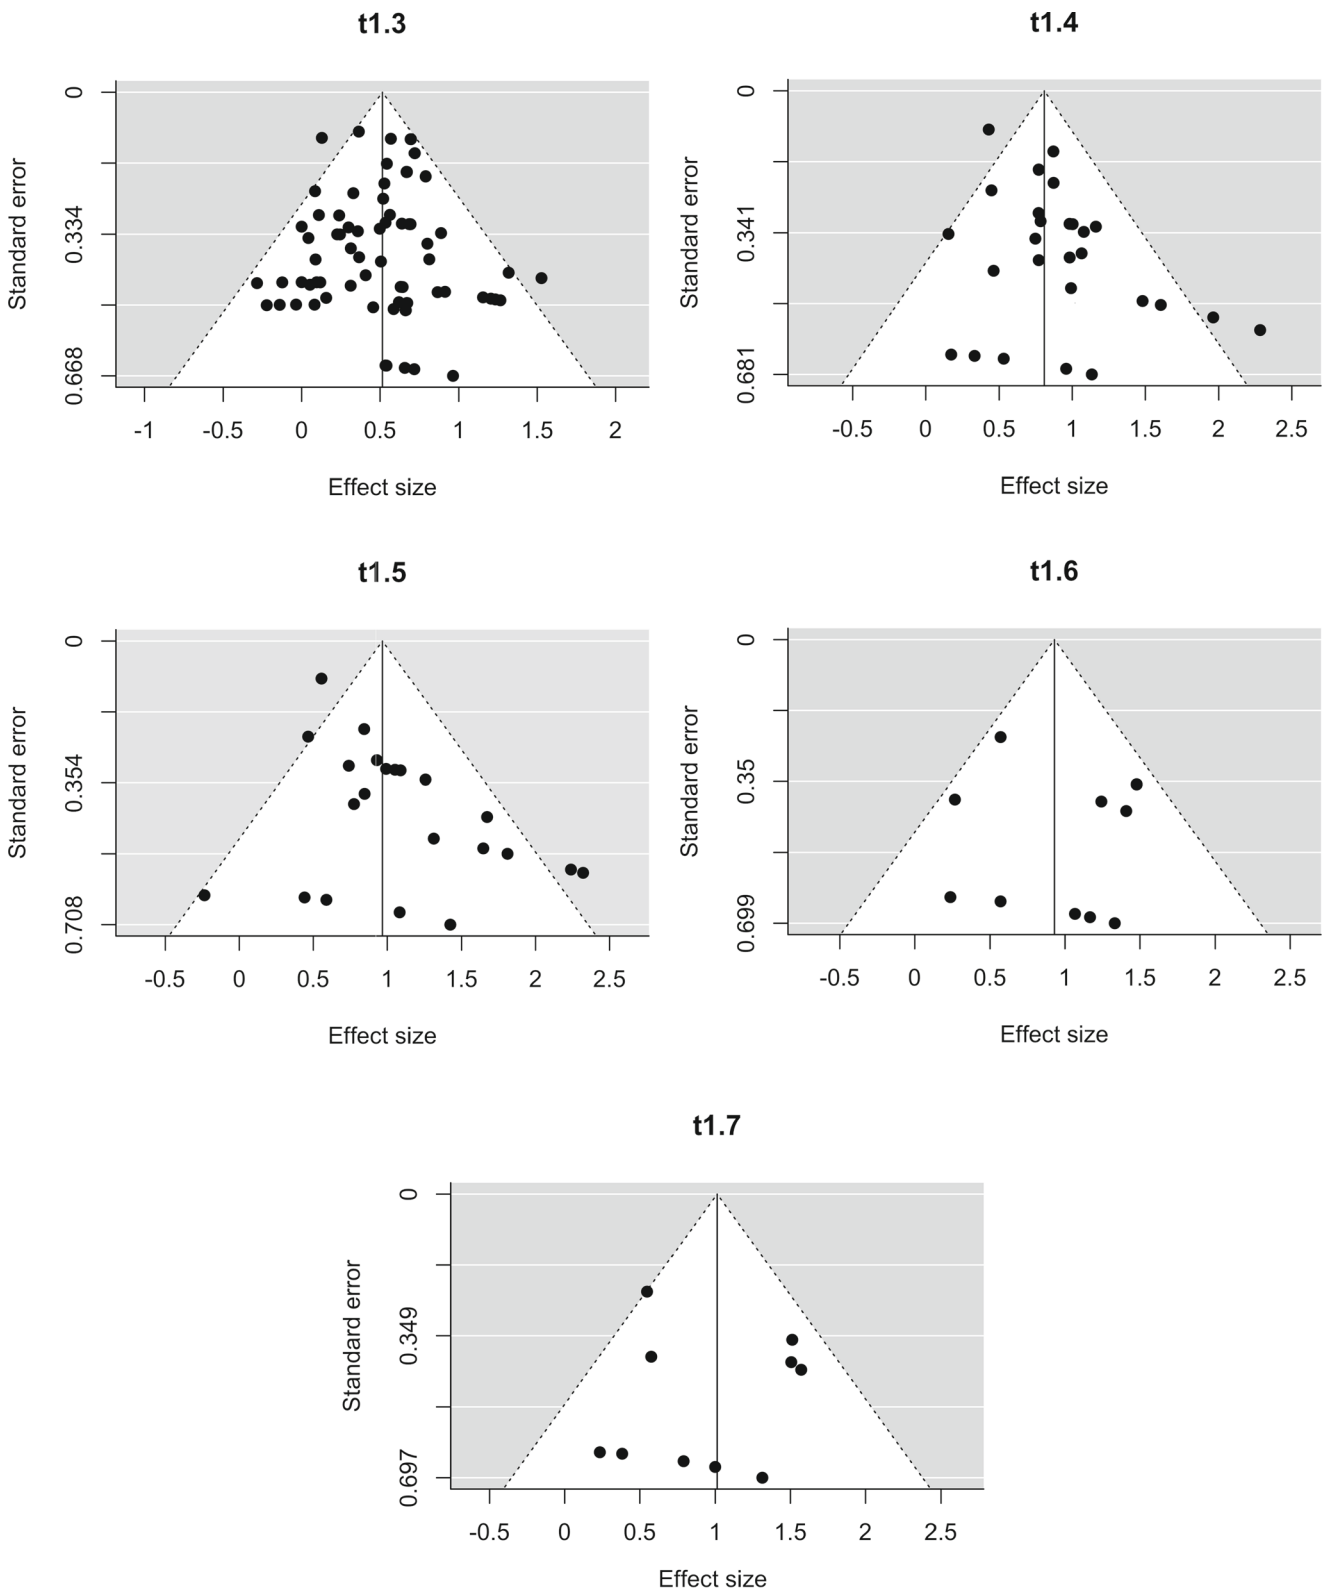 t1.3
Standard error
0
0.334
0.668
-1 -0.5 0 0.5 1 1.5 2
Effect size
t1.4
Standard error
0
0.341
0.681
-0.5 0 0.5 1 1.5 2 2.5
Effect size
t1.5
Standard error
0
0.354
0.708
-0.5 0 0.5 1 1.5 2 2.5
Effect size
t1.6
Standard error
0
0.35
0.699
-0.5 0 0.5 1 1.5 2 2.5
Effect size
t1.7
Standard error
0
0.349
0.697
-0.5 0 0.5 1 1.5 2 2.5
Effect size